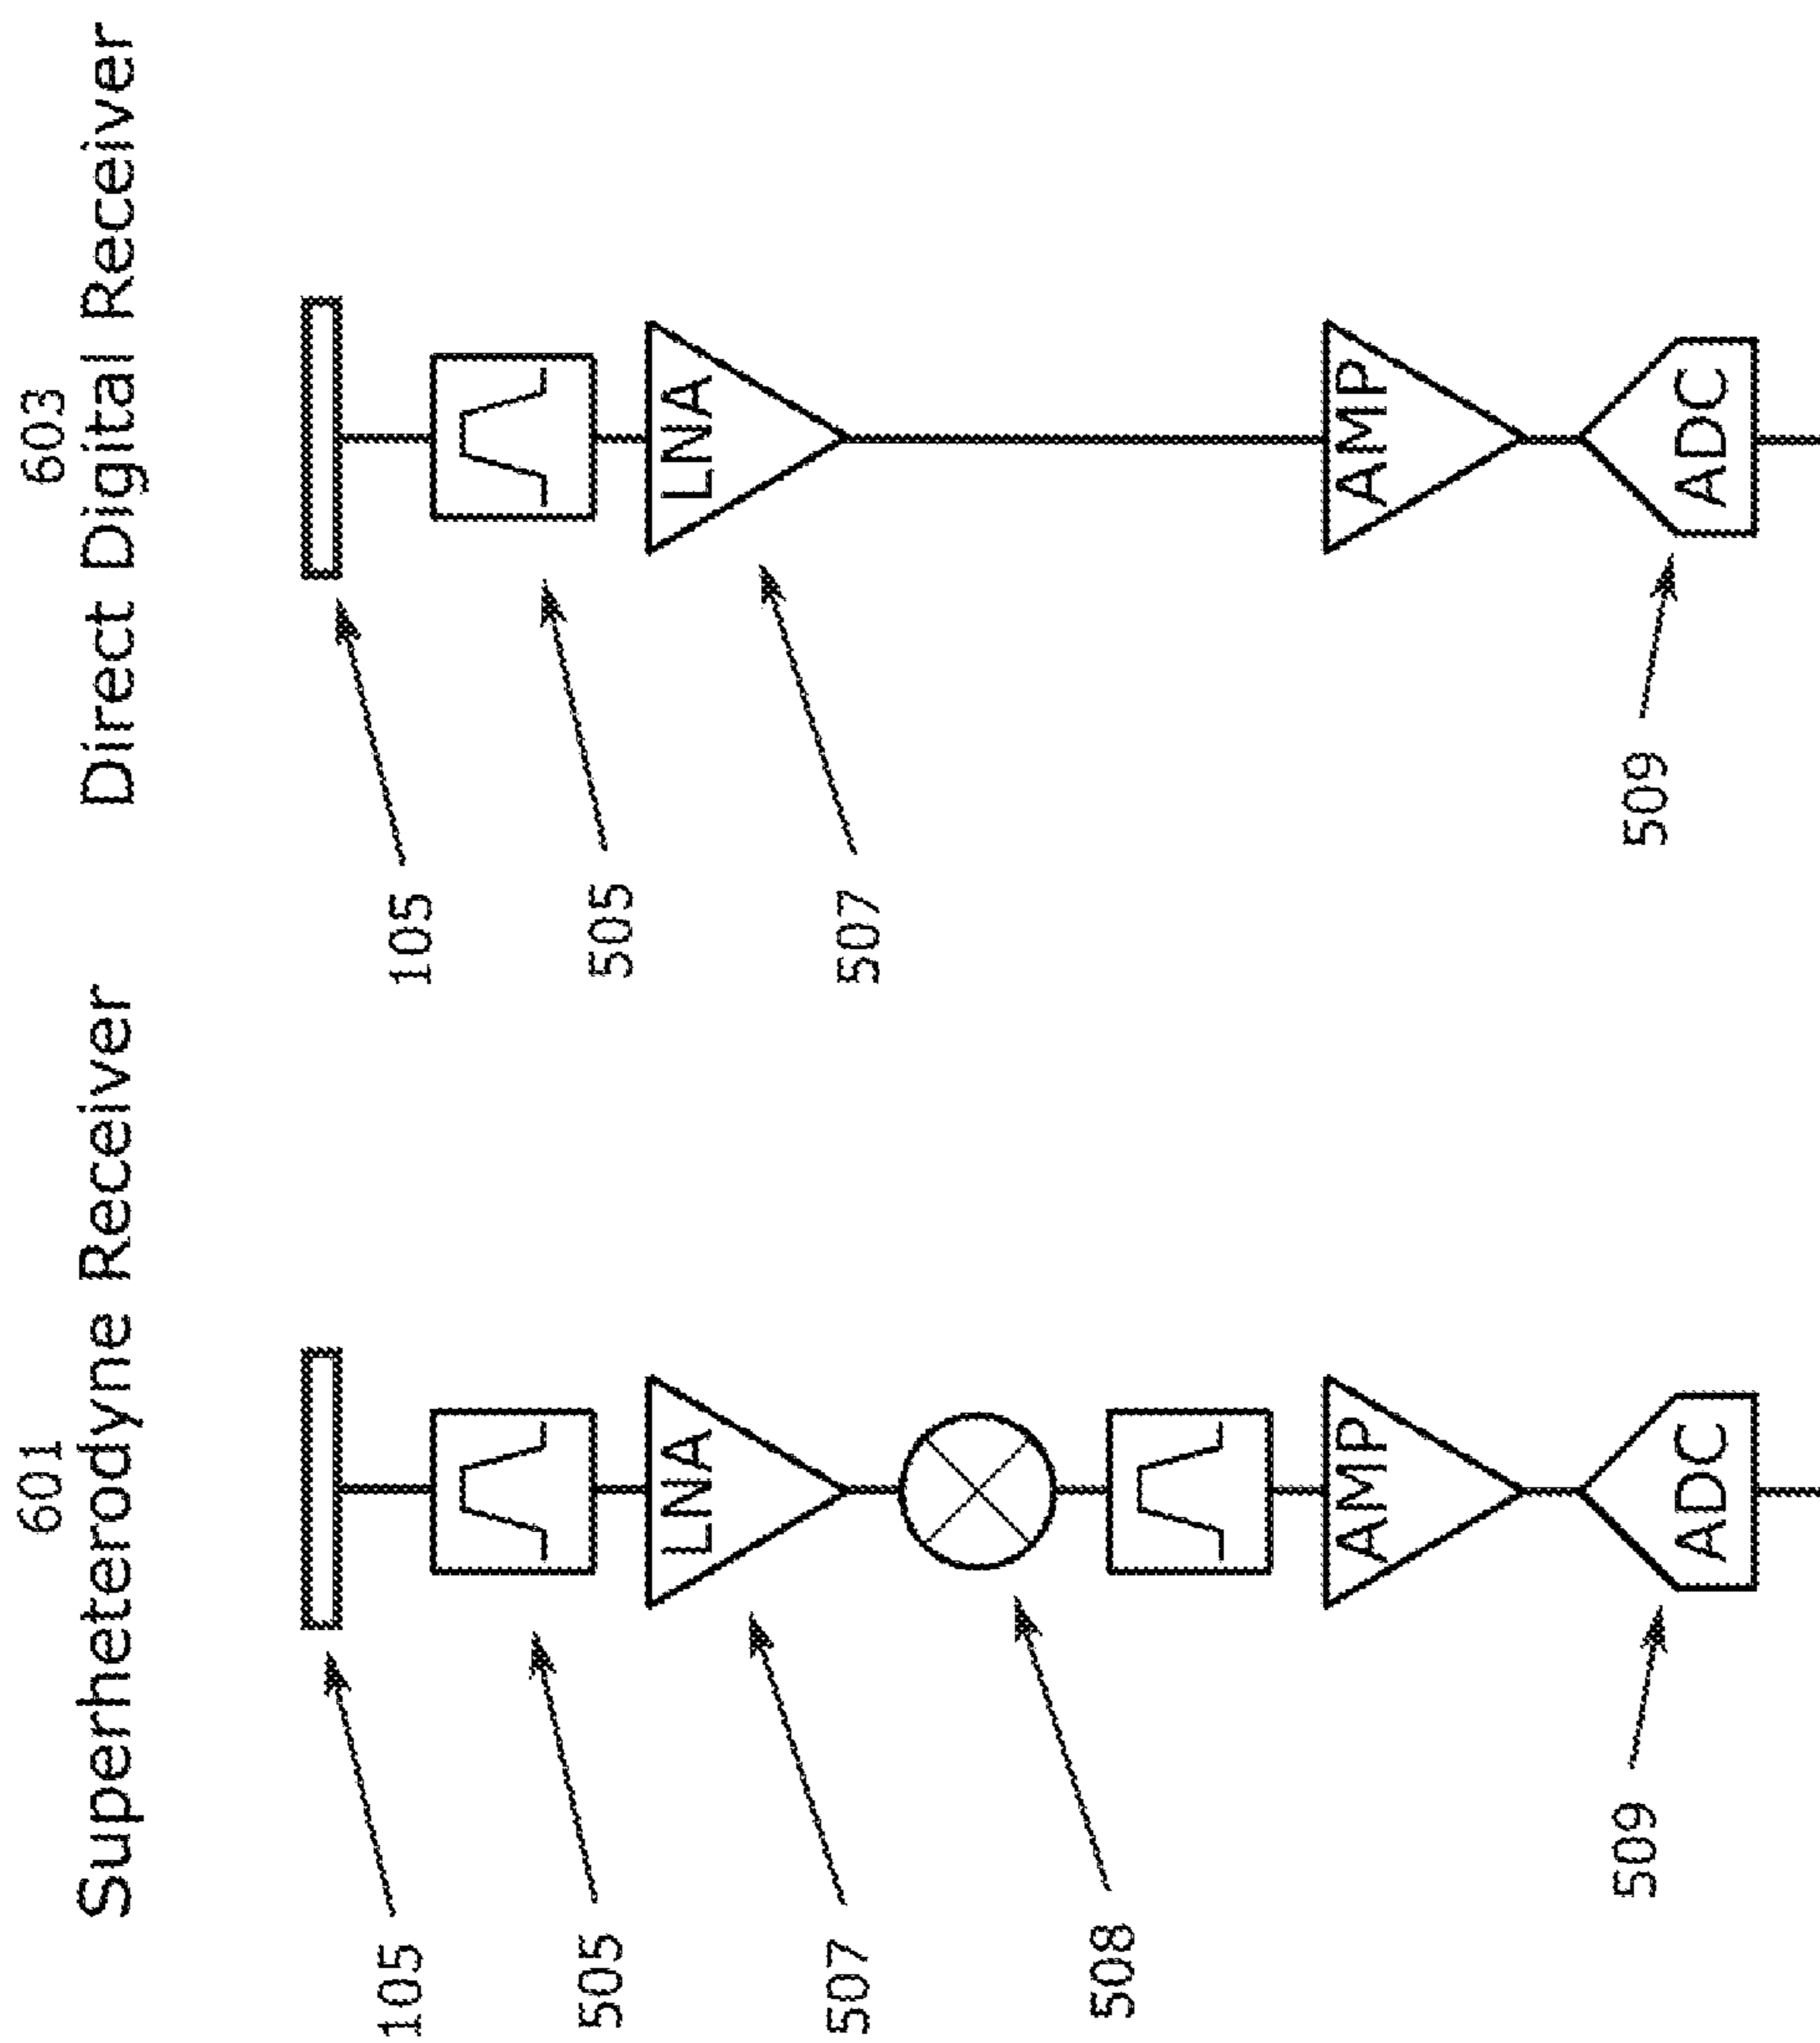 601
Superheterodyne Receiver
105
505
LNA
507
508
AMP
ADC
509
603
Direct Digital Receiver
105
505
LNA
507
AMP
ADC
509